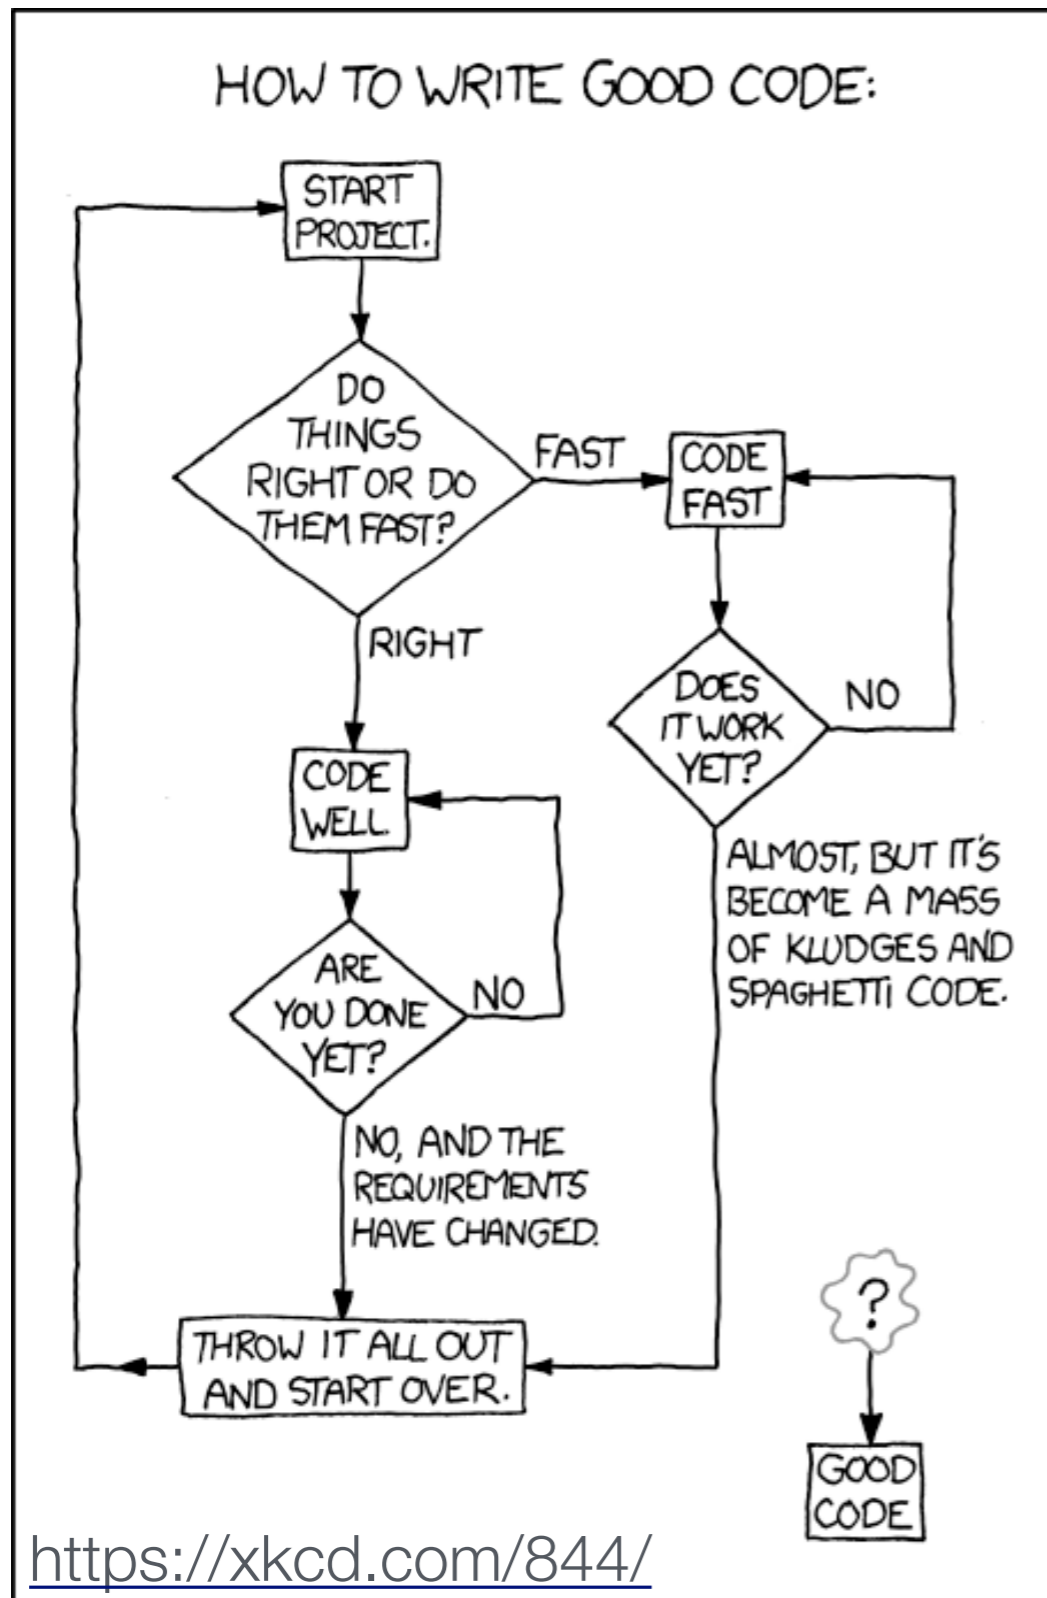 HOW TO WRITE GOOD CODE:
START
PROJECT.
DO
THINGS
RIGHT OR DO
THEM FAST?
FAST
CODE
FAST
RIGHT
DOES
IT WORK
YET?
NO
CODE
WELL.
ALMOST, BUT IT'S
BECOME A MASS
OF KLUDGES AND
SPAGHETTI CODE.
ARE
YOU DONE
YET?
NO
NO, AND THE
REQUIREMENTS
HAVE CHANGED.
THROW IT ALL OUT
AND START OVER.
?
GOOD
CODE
https://xkcd.com/844/